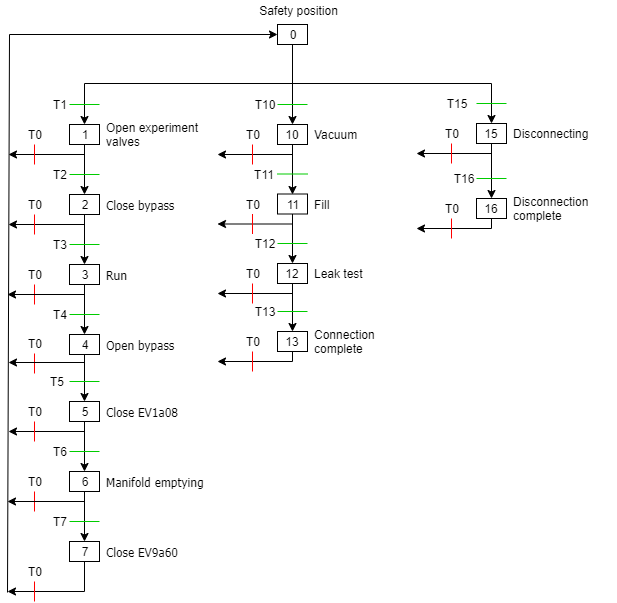 Safety position
0
T1
T10
T15
T0
1
Open experiment
valves
T0
10
Vacuum
T0
15
Disconnecting
T2
T11
T16
T0
2
Close bypass
T0
11
Fill
T0
16
Disconnection
complete
T3
T12
T0
3
Run
T0
12
Leak test
T4
T13
T0
4
Open bypass
T0
13
Connection
complete
T5
T0
5
Close EV1a08
T6
T0
6
Manifold emptying
T7
7
Close EV9a60
T0